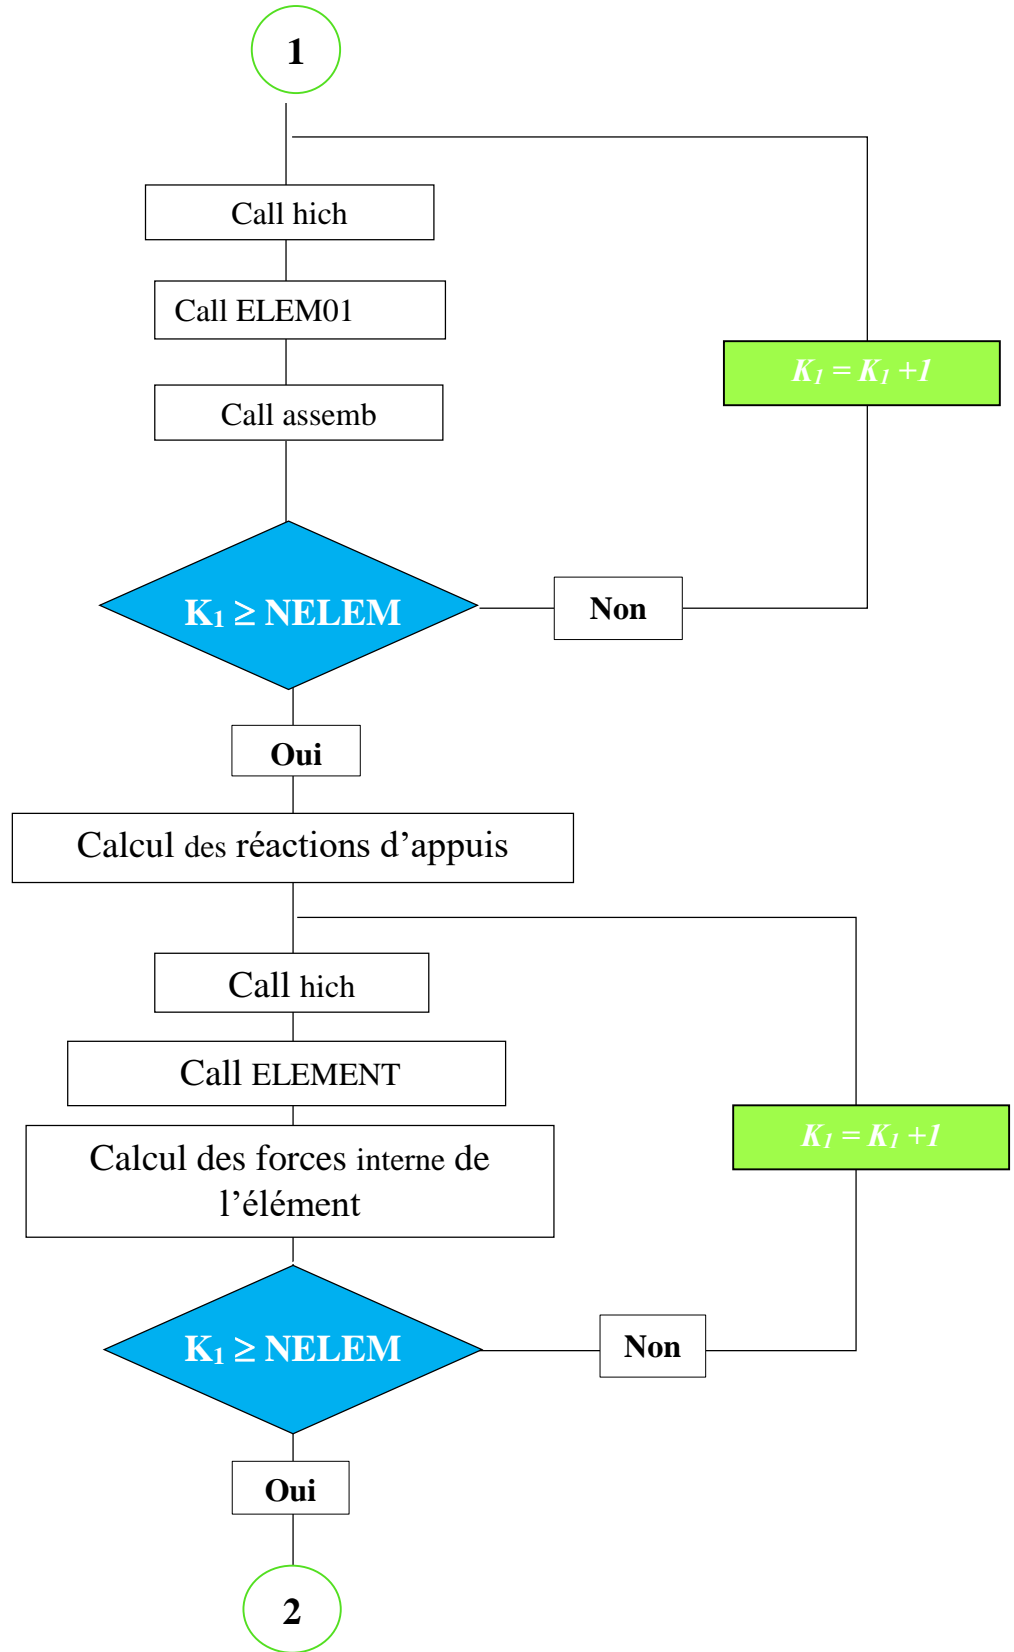 1
Call hich
Call ELEM01
K₁ = K₁ +1
Call assemb
K₁ ≥ NELEM
Non
Oui
Calcul des réactions d’appuis
Call hich
Call ELEMENT
K₁ = K₁ +1
Calcul des forces interne de
l’élément
K₁ ≥ NELEM
Non
Oui
2